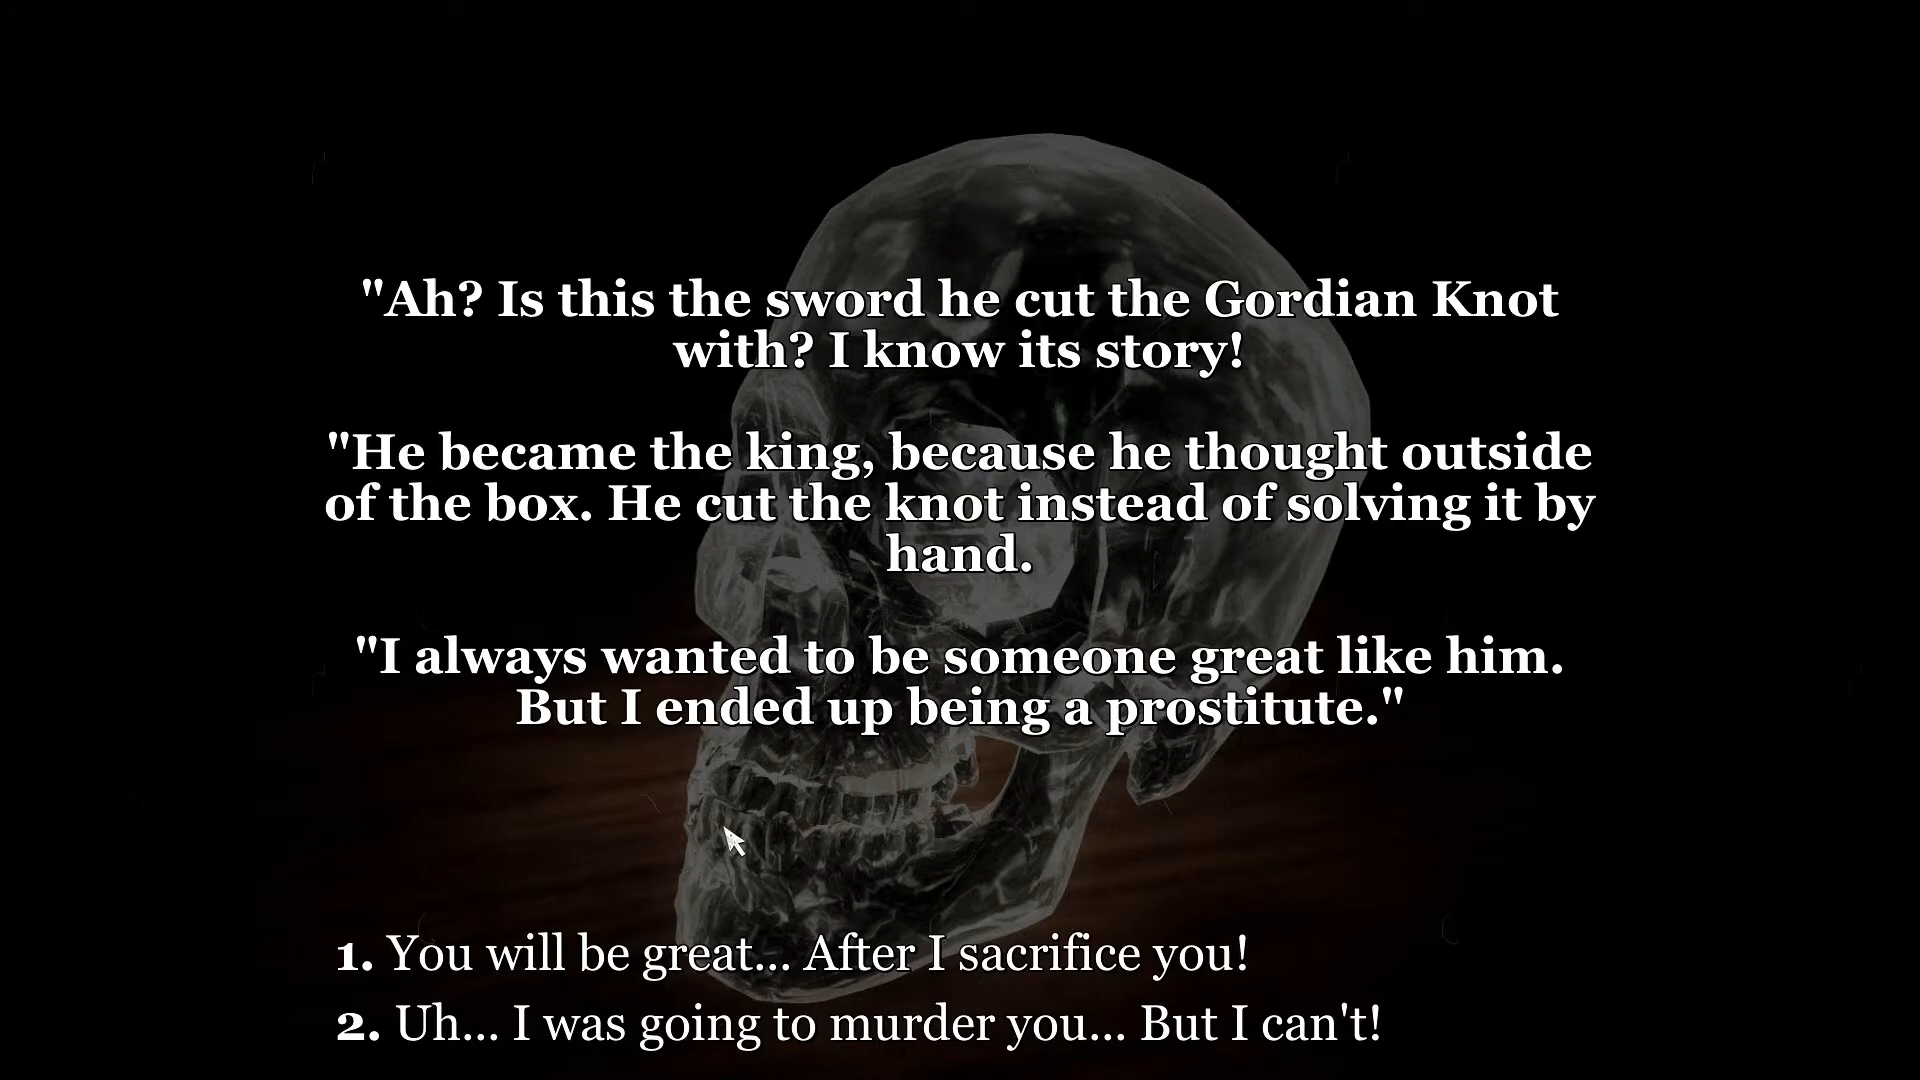 "Ah? Is this the sword he cut the Gordian Knot
with? I know its story!
"He became the king, because he thought outside
of the box. He cut the knot instead of solving it by
hand.
"I always wanted to be someone great like him.
But I ended up being a prostitute."
1. You will be great... After I sacrifice you!
2. Uh... I was going to murder you... But I can't!